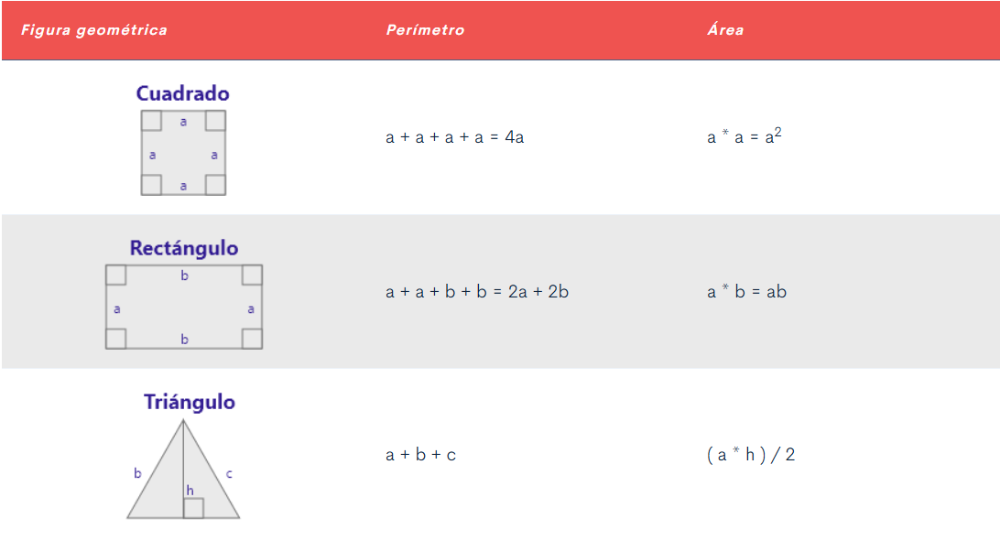 Figura geométrica Perímetro Área
Cuadrado
a
a a
a
a + a + a + a = 4a
a * a = a²
Rectángulo
b
a a
b
a + a + b + b = 2a + 2b
a * b = ab
Triángulo
b c
h
a + b + c
( a * h ) / 2